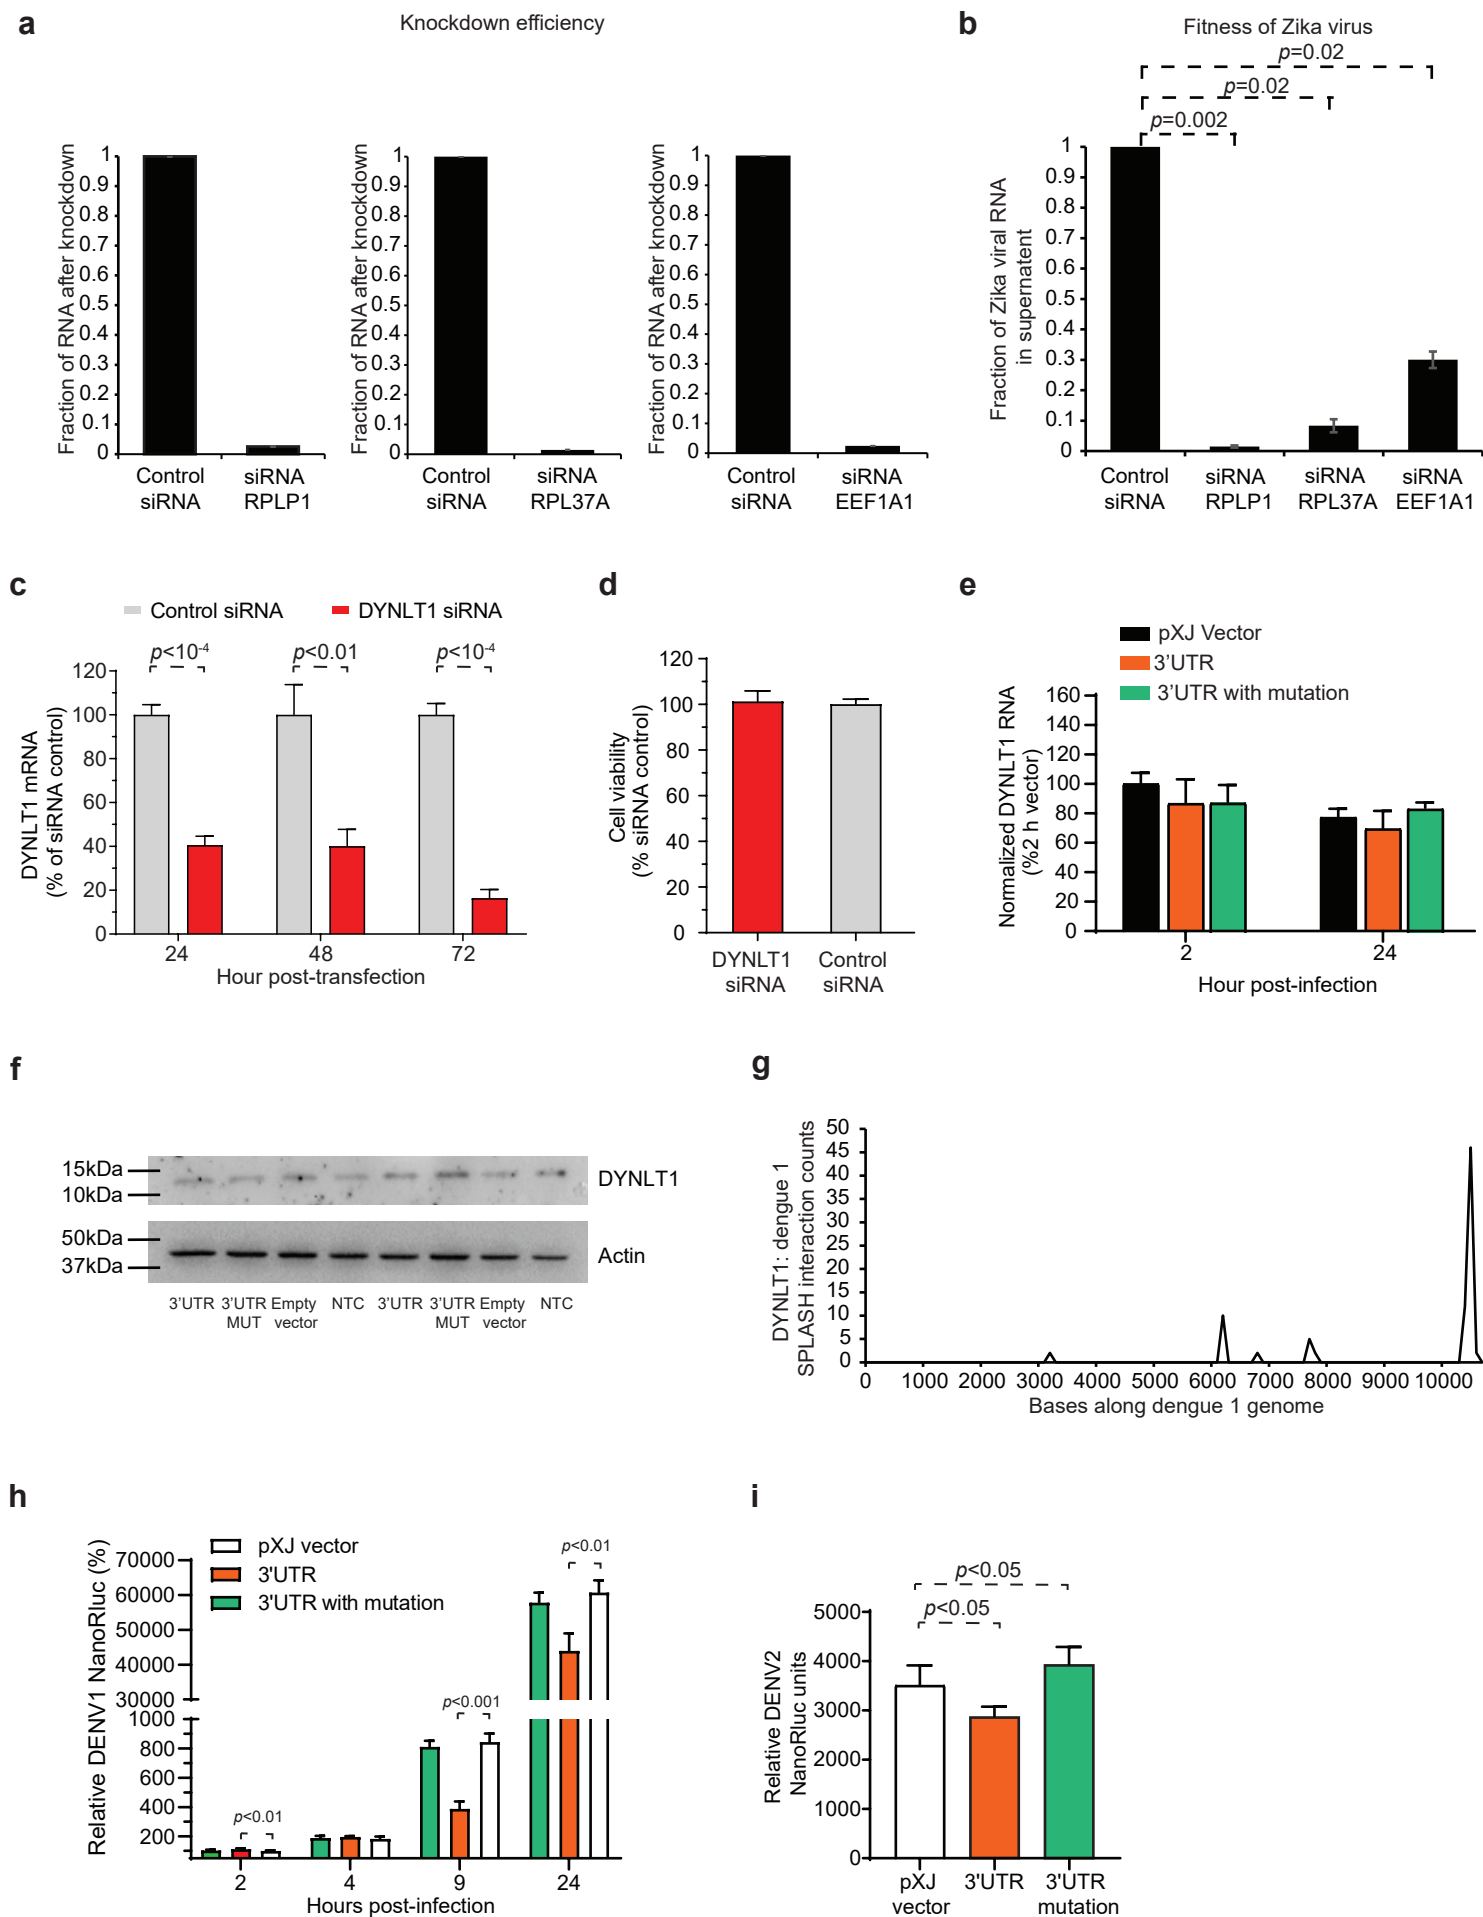 a
Knockdown efficiency
Fraction of RNA after knockdown
1
0.9
0.8
0.7
0.6
0.5
0.4
0.3
0.2
0.1
0
Control
siRNA
siRNA
RPLP1
Fraction of RNA after knockdown
1
0.9
0.8
0.7
0.6
0.5
0.4
0.3
0.2
0.1
0
Control
siRNA
siRNA
RPL37A
Fraction of RNA after knockdown
1
0.9
0.8
0.7
0.6
0.5
0.4
0.3
0.2
0.1
0
Control
siRNA
siRNA
EEF1A1
b
Fitness of Zika virus
p=0.02
p=0.02
p=0.002
Fraction of Zika viral RNA
in supernatent
1
0.9
0.8
0.7
0.6
0.5
0.4
0.3
0.2
0.1
0
Control
siRNA
siRNA
RPLP1
siRNA
RPL37A
siRNA
EEF1A1
c
Control siRNA
DYNLT1 siRNA
p<10-4
p<0.01
p<10-4
DYNLT1 mRNA
(% of siRNA control)
120
100
80
60
40
20
0
24
48
72
Hour post-transfection
d
Cell viability
(% siRNA control)
120
100
80
60
40
20
0
DYNLT1
siRNA
Control
siRNA
e
pXJ Vector
3’UTR
3’UTR with mutation
Normalized DYNLT1 RNA
(%2 h vector)
160
140
120
100
80
60
40
20
0
2
24
Hour post-infection
f
15kDa
10kDa
DYNLT1
50kDa
37kDa
Actin
3'UTR
3'UTR
MUT
Empty
vector
NTC
3'UTR
3'UTR
MUT
Empty
vector
NTC
g
DYNLT1: dengue 1
SPLASH interaction counts
50
45
40
35
30
25
20
15
10
5
0
0
1000
2000
3000
4000
5000
6000
7000
8000
9000
10000
Bases along dengue 1 genome
h
pXJ vector
3'UTR
3'UTR with mutation
Relative DENV1 NanoRluc (%)
70000
60000
50000
40000
30000
1000
800
600
400
200
p<0.01
p<0.001
p<0.01
2
4
9
24
Hours post-infection
i
p<0.05
p<0.05
Relative DENV2
NanoRluc units
5000
4000
3000
2000
1000
0
pXJ
vector
3'UTR
3'UTR
mutation